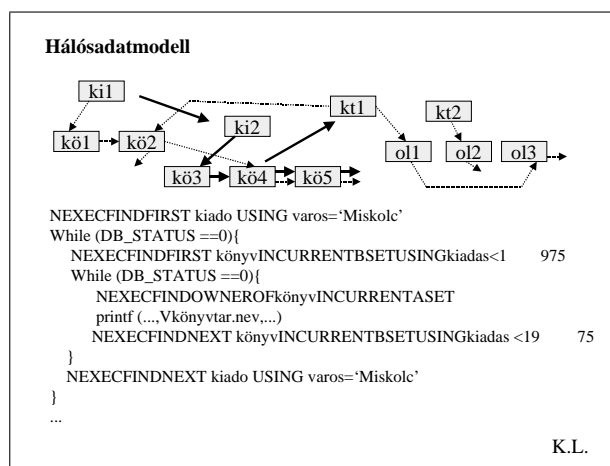 Hálósadatmodell
ki1 kt1 kt2
ki2
kö1 kö2 ol1 ol2 ol3
kö3 kö4 kö5
NEXECFINDFIRST kiado USING varos=‘Miskolc’
While (DB_STATUS ==0){
NEXECFINDFIRST könyvINCURRENTBSETUSINGkiadas<1 975
While (DB_STATUS ==0){
NEXECFINDOWNEROFkönyvINCURRENTASET
printf (...,Vkönyvtar.nev,...)
NEXECFINDNEXT könyvINCURRENTBSETUSINGkiadas <19 75
}
NEXECFINDNEXT kiado USING varos=‘Miskolc’
}
...
K.L.